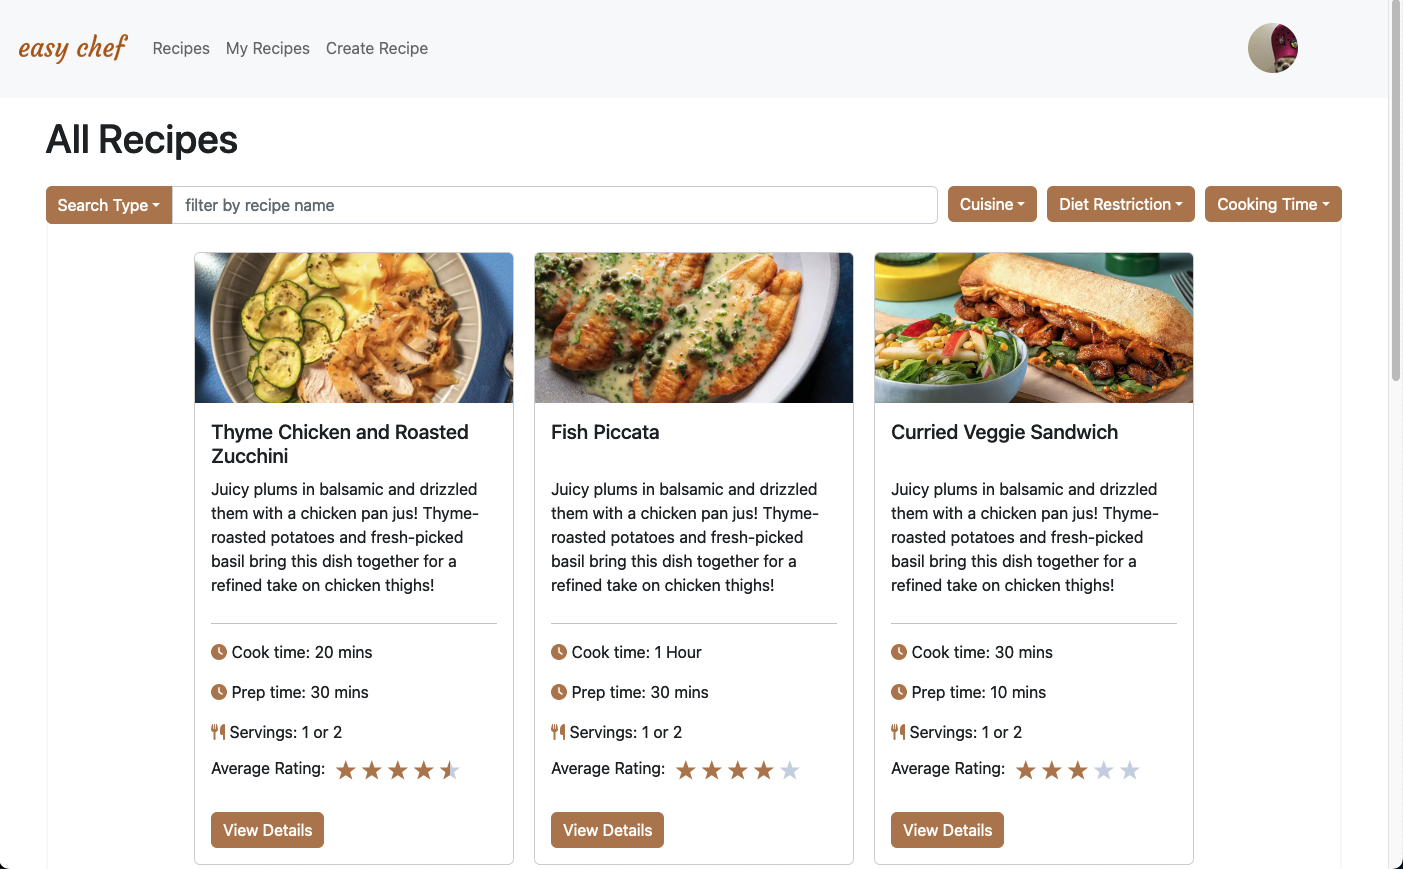 easy chef
Recipes
My Recipes
Create Recipe
All Recipes
Search Type
filter by recipe name
Cuisine
Diet Restriction
Cooking Time
Thyme Chicken and Roasted
Zucchini
Juicy plums in balsamic and drizzled
them with a chicken pan jus! Thyme-
roasted potatoes and fresh-picked
basil bring this dish together for a
refined take on chicken thighs!
Cook time: 20 mins
Prep time: 30 mins
Servings: 1 or 2
Average Rating:
View Details
Fish Piccata
Juicy plums in balsamic and drizzled
them with a chicken pan jus! Thyme-
roasted potatoes and fresh-picked
basil bring this dish together for a
refined take on chicken thighs!
Cook time: 1 Hour
Prep time: 30 mins
Servings: 1 or 2
Average Rating:
View Details
Curried Veggie Sandwich
Juicy plums in balsamic and drizzled
them with a chicken pan jus! Thyme-
roasted potatoes and fresh-picked
basil bring this dish together for a
refined take on chicken thighs!
Cook time: 30 mins
Prep time: 10 mins
Servings: 1 or 2
Average Rating:
View Details